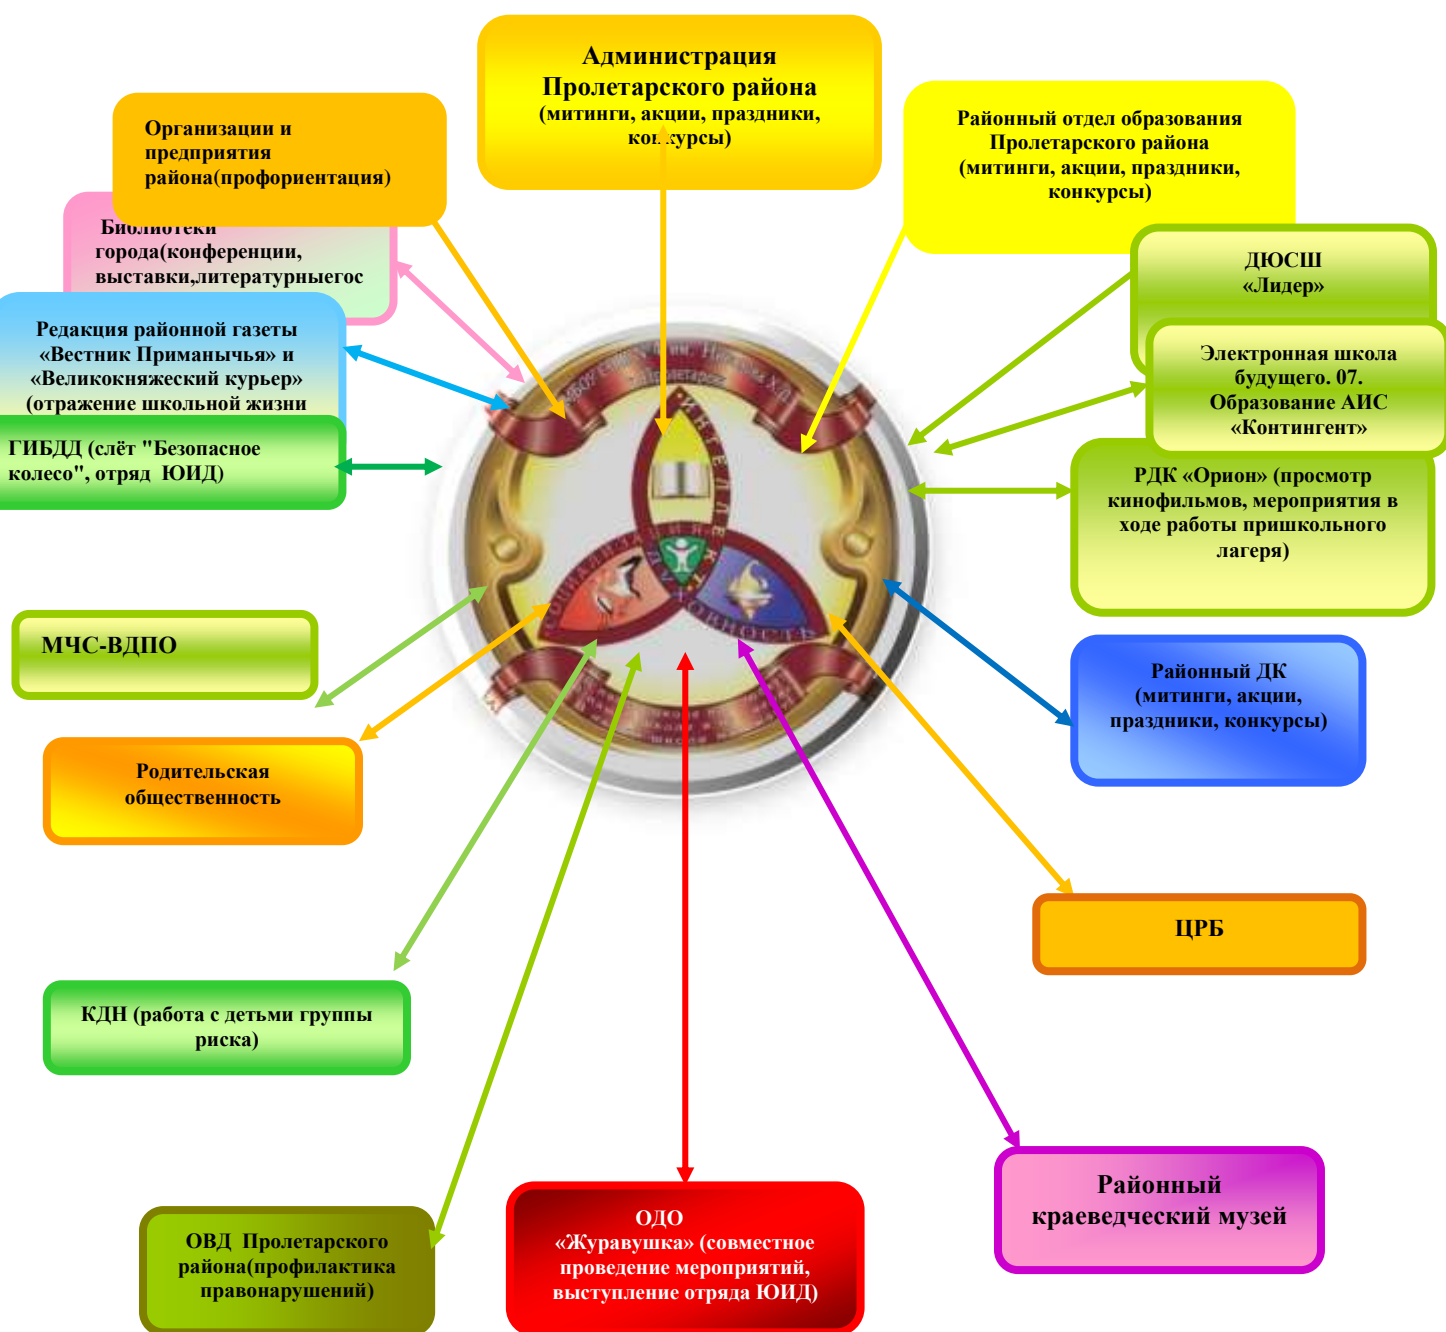 Администрация
Пролетарского района
(митинги, акции, праздники,
конкурсы)
Организации и
предприятия
района(профориентация)
Районный отдел образования
Пролетарского района
(митинги, акции, праздники,
конкурсы)
Библиотеки
города(конференции,
выставки,литературныегос
ДЮСШ
«Лидер»
Редакция районной газеты
«Вестник Приманычья» и
«Великокняжеский курьер»
(отражение школьной жизни
Электронная школа
будущего. 07.
Образование АИС
«Контингент»
ГИБДД (слёт "Безопасное
колесо", отряд  ЮИД)
РДК «Орион» (просмотр
кинофильмов, мероприятия в
ходе работы пришкольного
лагеря)
ИНТЕЛЛЕКТ
СОЦИАЛИЗАЦИЯ
МЧС-ВДПО
Районный ДК
(митинги, акции,
праздники, конкурсы)
Родительская
общественность
ЦРБ
КДН (работа с детьми группы
риска)
Районный
краеведческий музей
ОВД  Пролетарского
района(профилактика
правонарушений)
ОДО
«Журавушка» (совместное
проведение мероприятий,
выступление отряда ЮИД)